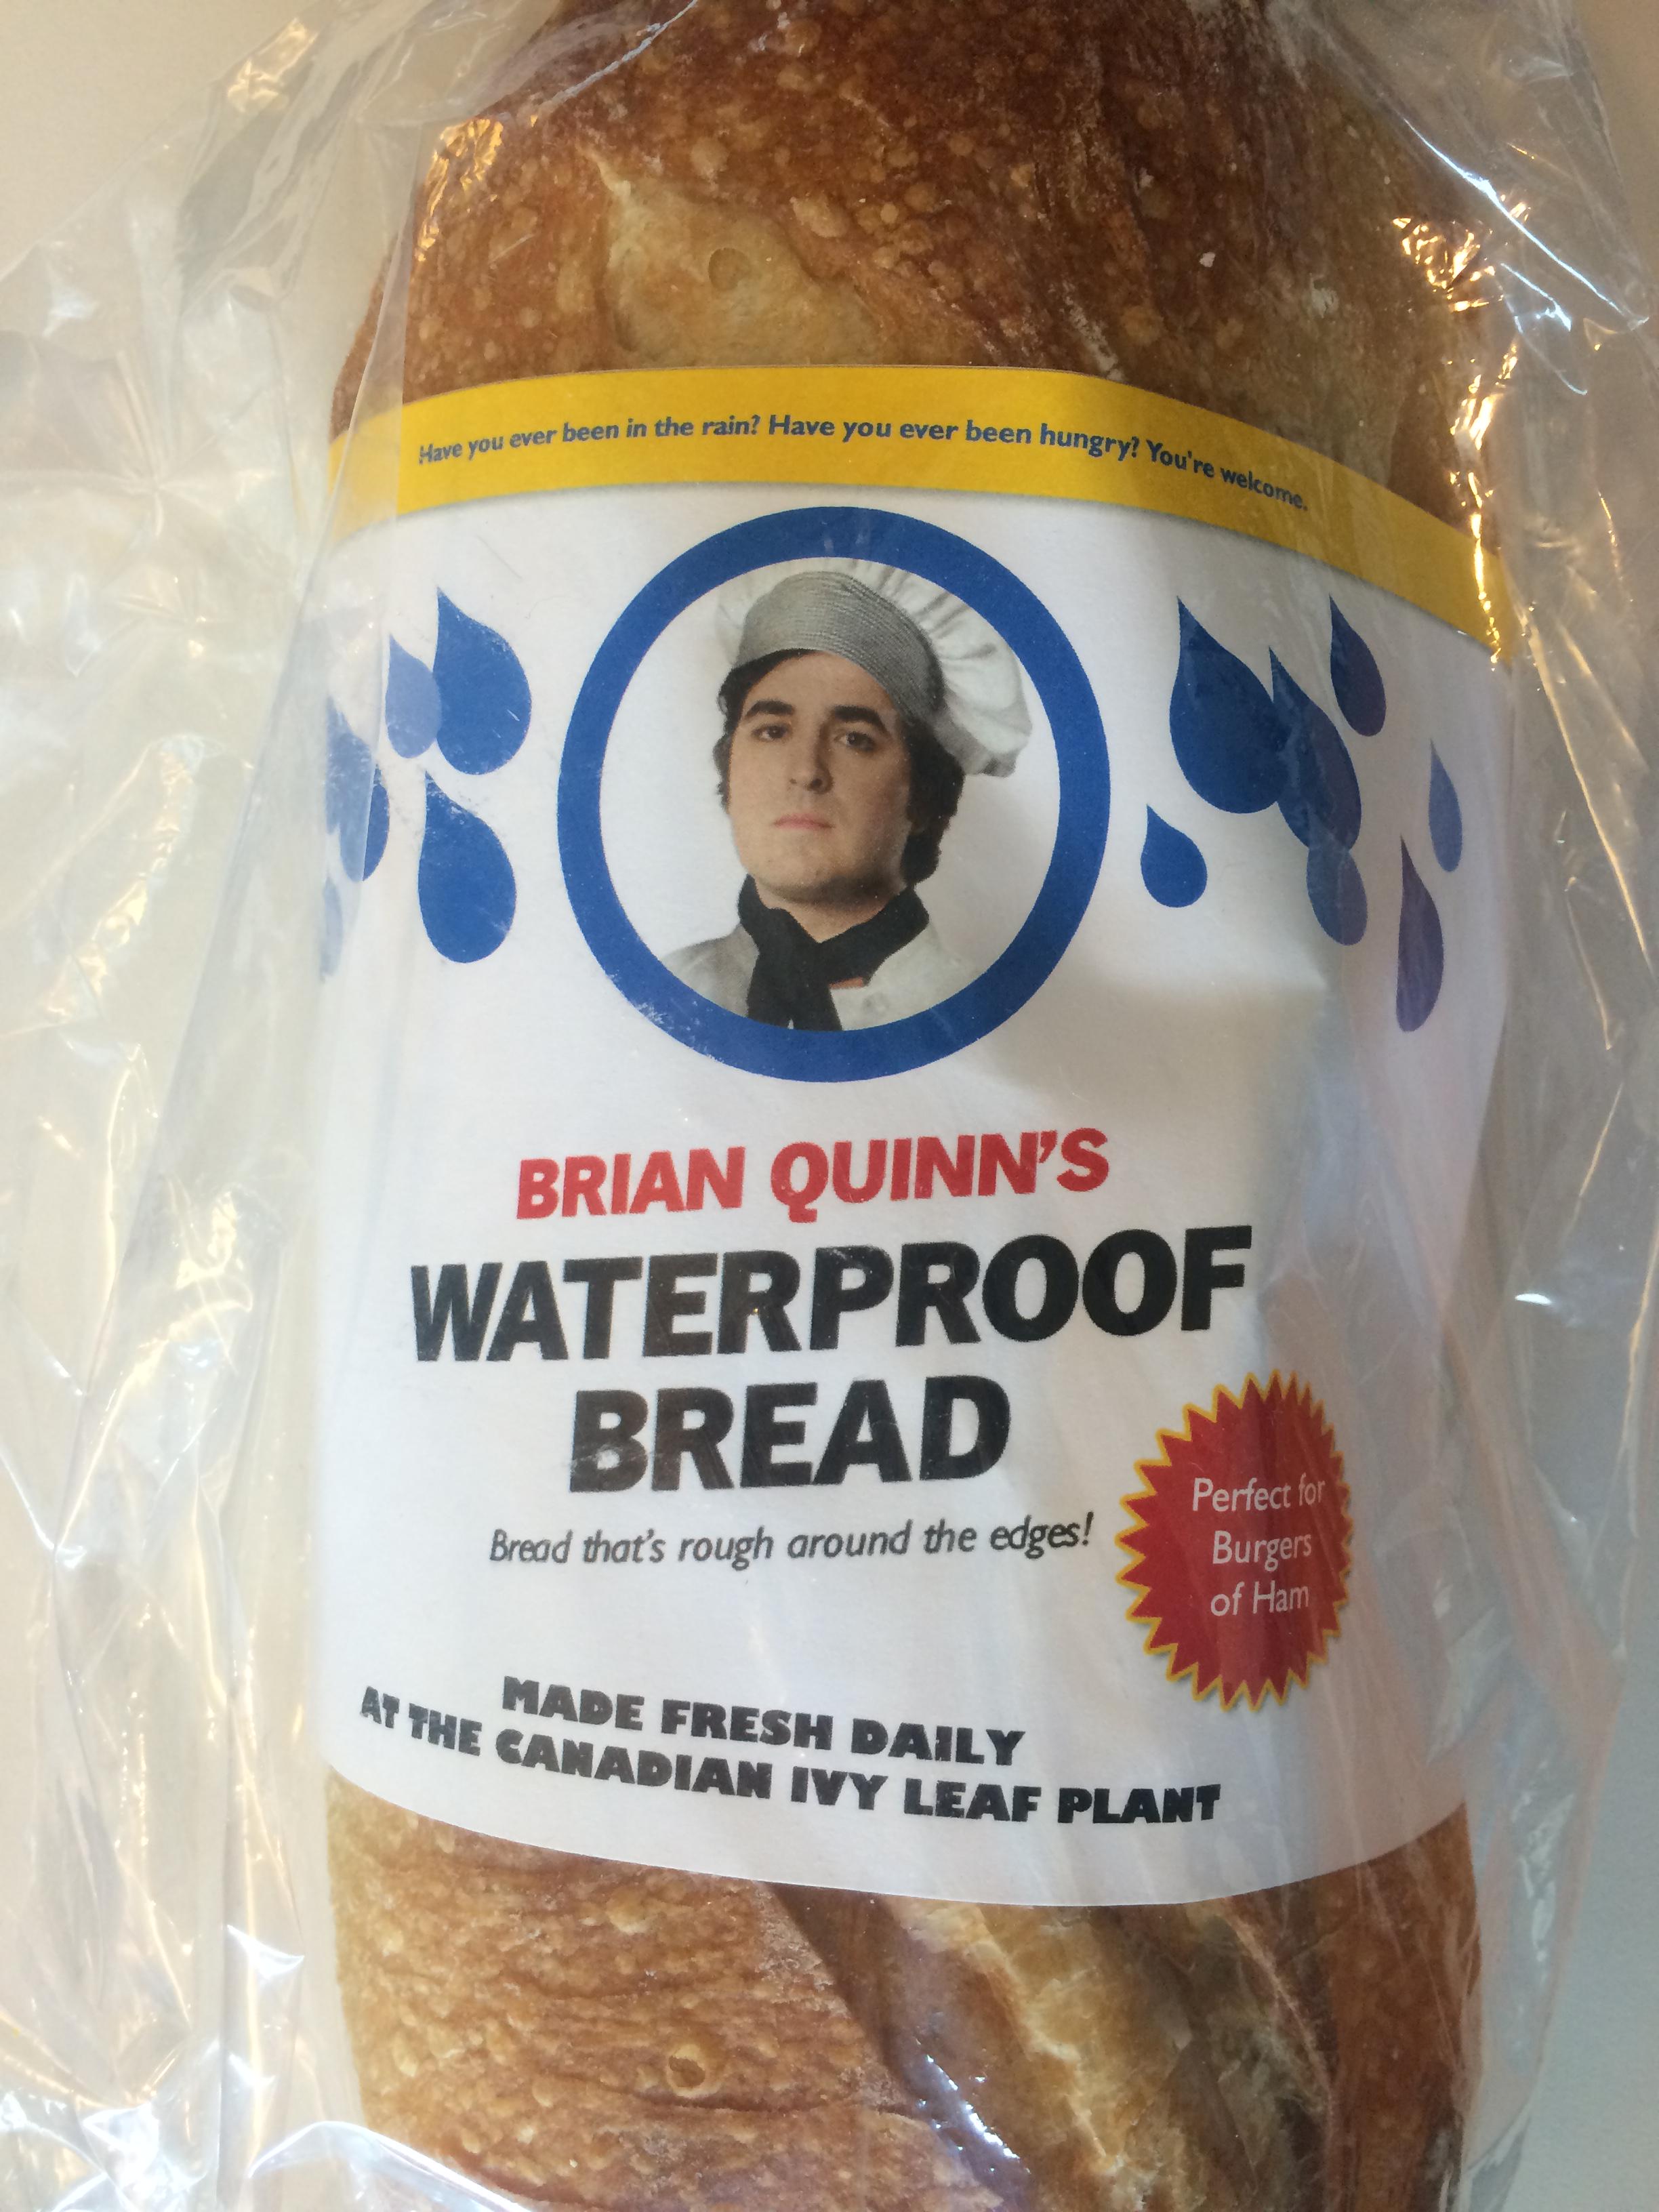 Have you ever been in the rain? Have you ever been hungry? You're welcome.
BRIAN QUINN'S
WATERPROOF
BREAD
Bread that's rough around the edges!
Perfect for
Burgers
of Ham
MADE FRESH DAILY
AT THE CANADIAN IVY LEAF PLANT